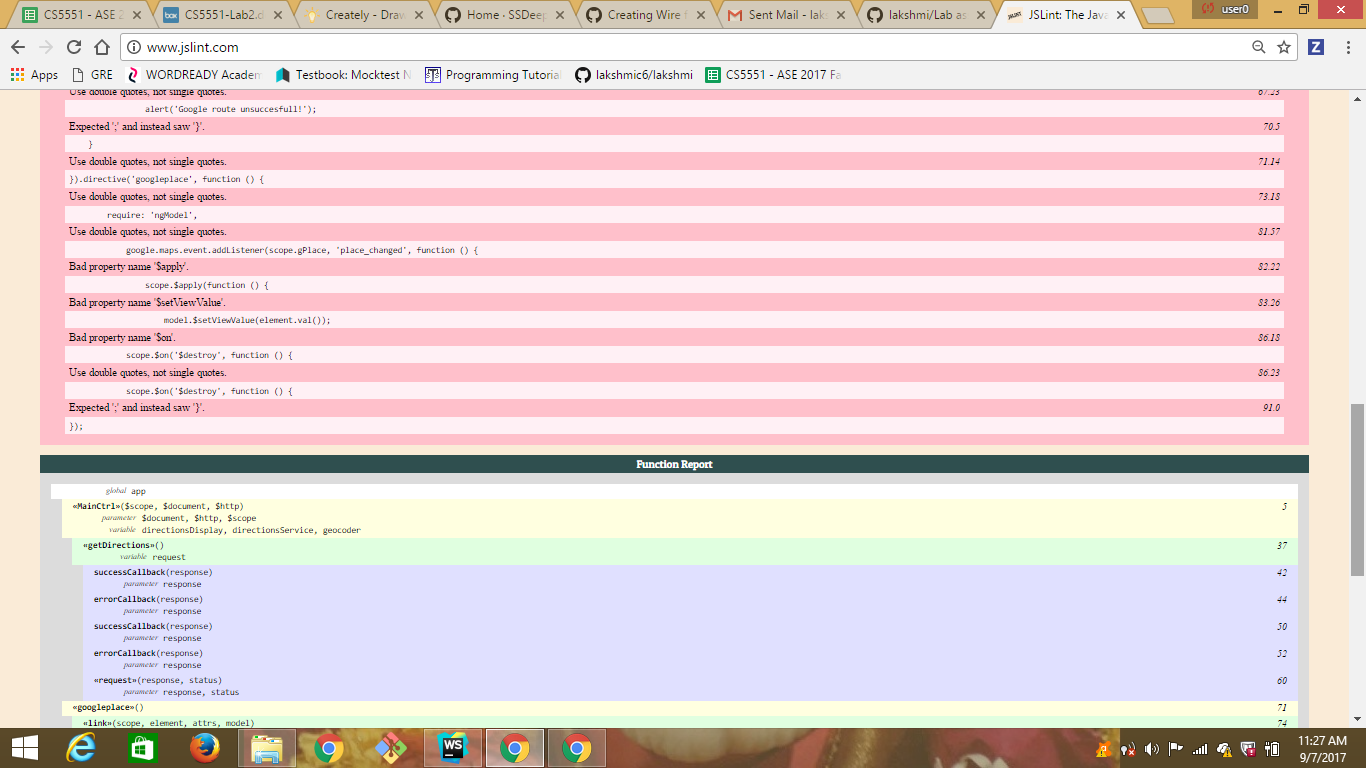 CS5551 - ASE 2
CS5551-Lab2.d
Creately - Draw
Home · SSDeep
Creating Wire f
Sent Mail - laks
lakshmi/Lab as
JSLint: The Java
user0
www.jslint.com
Apps
GRE
WORDREADY Academ
Testbook: Mocktest N
Programming Tutorial
lakshmic6/lakshmi
CS5551 - ASE 2017 Fa
Use double quotes, not single quotes. 67.23
alert('Google route unsuccesfull!');
Expected ';' and instead saw '}'. 70.5
}
Use double quotes, not single quotes. 71.14
}).directive('googleplace', function () {
Use double quotes, not single quotes. 73.18
require: 'ngModel',
Use double quotes, not single quotes. 81.57
google.maps.event.addListener(scope.gPlace, 'place_changed', function () {
Bad property name '$apply'. 82.22
scope.$apply(function () {
Bad property name '$setViewValue'. 83.26
model.$setViewValue(element.val());
Bad property name '$on'. 86.18
scope.$on('$destroy', function () {
Use double quotes, not single quotes. 86.23
scope.$on('$destroy', function () {
Expected ';' and instead saw '}'. 91.0
});
Function Report
global app
«MainCtrl»($scope, $document, $http) 5
parameter $document, $http, $scope
variable directionsDisplay, directionsService, geocoder
«getDirections»() 37
variable request
successCallback(response) 42
parameter response
errorCallback(response) 44
parameter response
successCallback(response) 50
parameter response
errorCallback(response) 52
parameter response
«request»(response, status) 60
parameter response, status
«googleplace»() 71
«link»(scope, element, attrs, model) 74
11:27 AM
9/7/2017